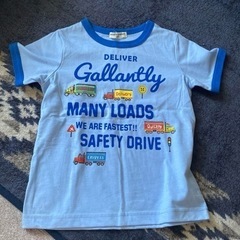 DELIVER
Gallantly
MANY LOADS
WE ARE FASTEST!!
SAFETY DRIVE